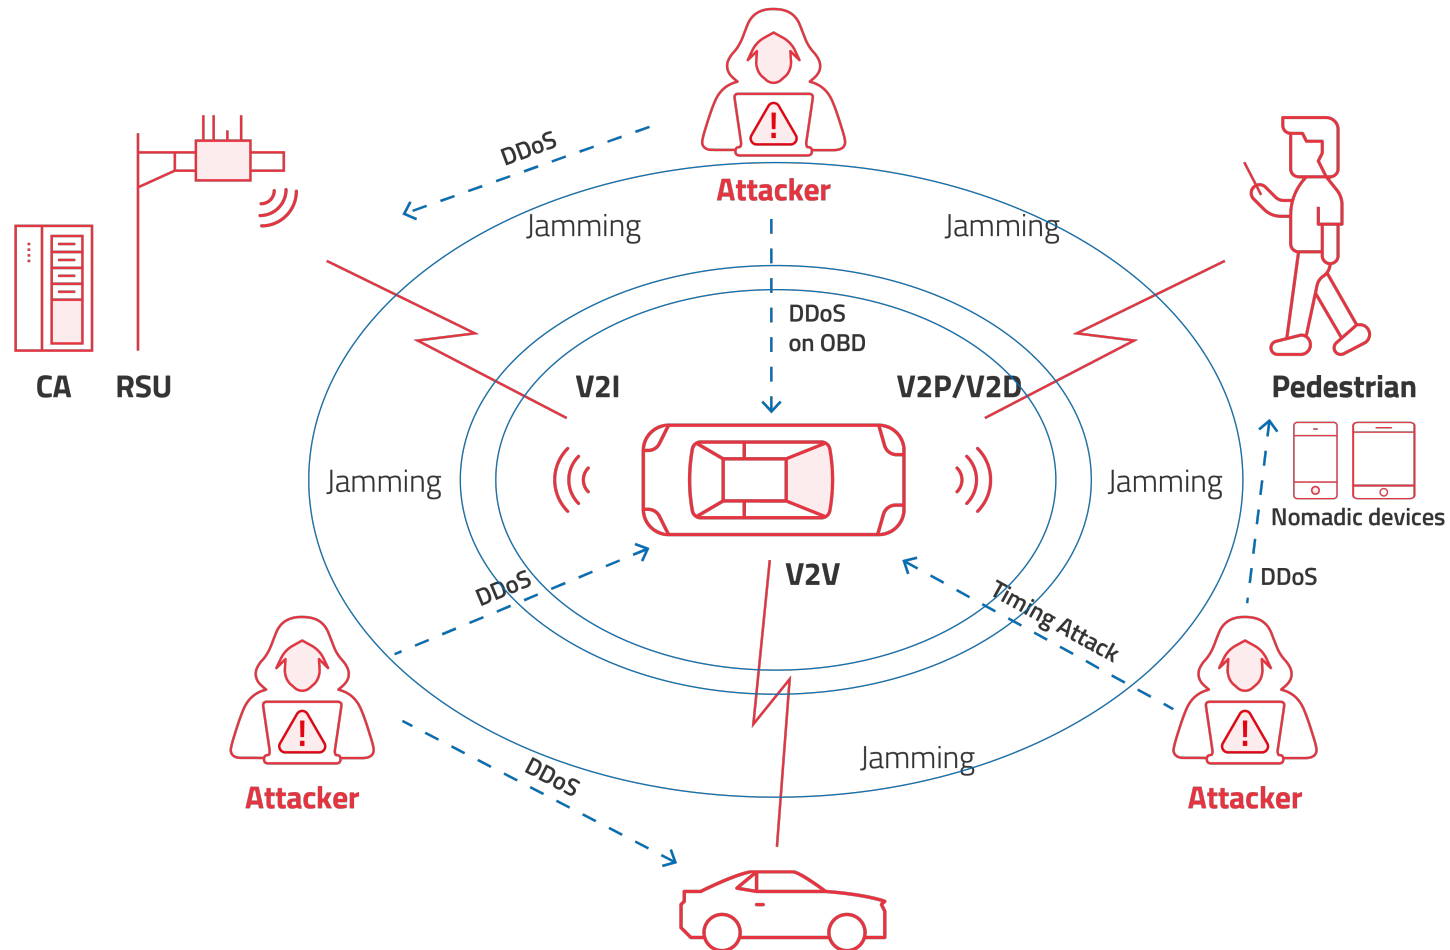 DDoS
Attacker
Jamming
Jamming
DDoS
on OBD
CA
RSU
V2I
V2P/V2D
Pedestrian
Jamming
Jamming
Nomadic devices
DDoS
V2V
Timing Attack
DDoS
Jamming
DDoS
Attacker
Attacker